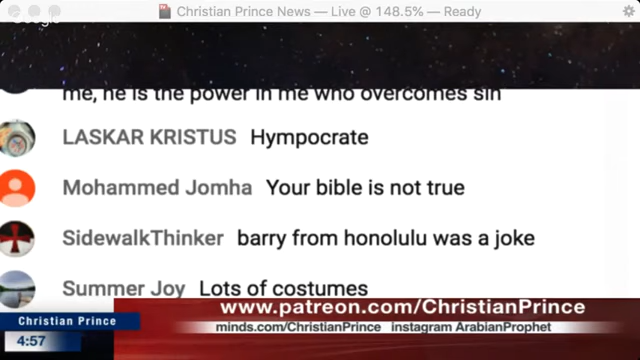 Christian Prince News — Live @ 148.5% — Ready
Google
me, he is the power in me who overcomes sin
LASKAR KRISTUS Hympocrate
Mohammed Jomha Your bible is not true
SidewalkThinker barry from honolulu was a joke
Summer Joy Lots of costumes
www.patreon.com/ChristianPrince
Christian Prince
minds.com/ChristianPrince instagram ArabianProphet
4:57